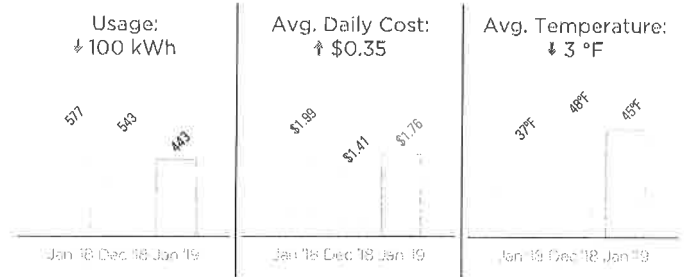 Usage:
↓ 100 kWh
577
543
443
Jan '18 Dec '18 Jan '19
Avg. Daily Cost:
↑ $0.35
$1.99
$1.41
$1.76
Jan '18 Dec '18 Jan '19
Avg. Temperature:
↓ 3 °F
37°F
48°F
45°F
Jan '18 Dec '18 Jan '19